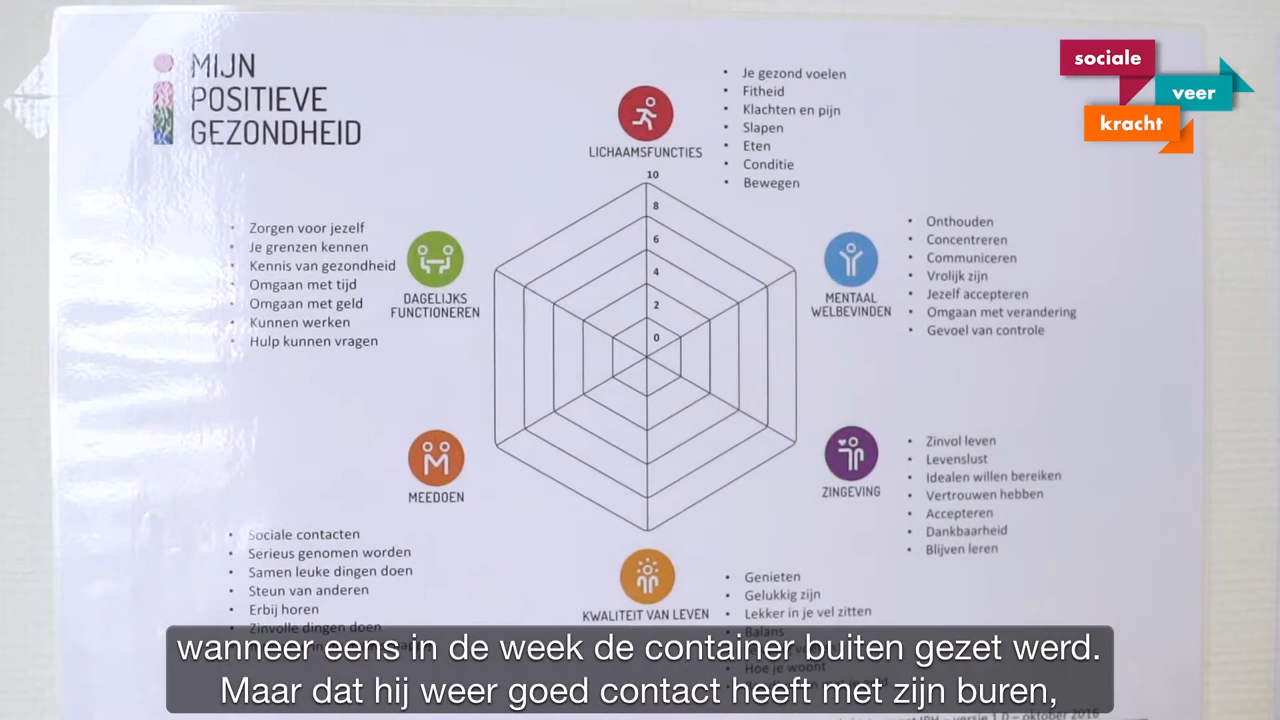 MIJN
POSITIEVE
GEZONDHEID
sociale
veer
kracht
LICHAAMSFUNCTIES
• Je gezond voelen
• Fitheid
• Klachten en pijn
• Slapen
• Eten
• Conditie
• Bewegen
10
8
6
4
2
0
• Zorgen voor jezelf
• Je grenzen kennen
• Kennis van gezondheid
• Omgaan met tijd
• Omgaan met geld
• Kunnen werken
• Hulp kunnen vragen
DAGELIJKS
FUNCTIONEREN
MENTAAL
WELBEVINDEN
• Onthouden
• Concentreren
• Communiceren
• Vrolijk zijn
• Jezelf accepteren
• Omgaan met verandering
• Gevoel van controle
MEEDOEN
• Sociale contacten
• Serieus genomen worden
• Samen leuke dingen doen
• Steun van anderen
• Erbij horen
• Zinvolle dingen doen
ZINGEVING
• Zinvol leven
• Levenslust
• Idealen willen bereiken
• Vertrouwen hebben
• Accepteren
• Dankbaarheid
• Blijven leren
KWALITEIT VAN LEVEN
• Genieten
• Gelukkig zijn
• Lekker in je vel zitten
• Balans
• Hoe je woont
versie 1.0 – oktober 2016
wanneer eens in de week de container buiten gezet werd.
Maar dat hij weer goed contact heeft met zijn buren,